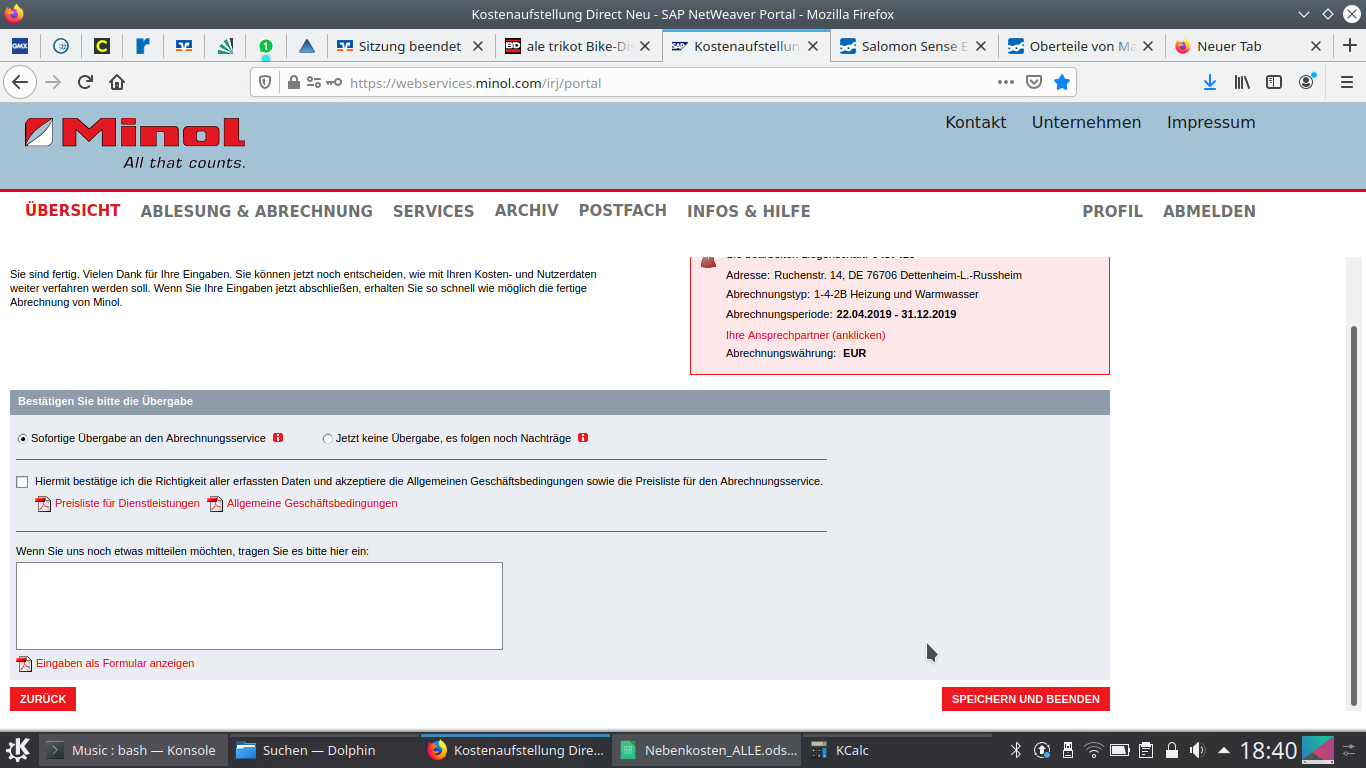 Kostenaufstellung Direct Neu - SAP NetWeaver Portal - Mozilla Firefox
GMX
1
Sitzung beendet
BD ale trikot Bike-Dis
SAP Kostenaufstellun
Salomon Sense
Oberteile von Ma
Neuer Tab
https://webservices.minol.com/irj/portal
Minol
All that counts.
Kontakt Unternehmen Impressum
ÜBERSICHT ABLESUNG & ABRECHNUNG SERVICES ARCHIV POSTFACH INFOS & HILFE PROFIL ABMELDEN
Sie sind fertig. Vielen Dank für Ihre Eingaben. Sie können jetzt noch entscheiden, wie mit Ihren Kosten- und Nutzerdaten
weiter verfahren werden soll. Wenn Sie Ihre Eingaben jetzt abschließen, erhalten Sie so schnell wie möglich die fertige
Abrechnung von Minol.
Adresse: Ruchenstr. 14, DE 76706 Dettenheim-L.-Russheim
Abrechnungstyp: 1-4-2B Heizung und Warmwasser
Abrechnungsperiode: 22.04.2019 - 31.12.2019
Ihre Ansprechpartner (anklicken)
Abrechnungswährung: EUR
Bestätigen Sie bitte die Übergabe
Sofortige Übergabe an den Abrechnungsservice
Jetzt keine Übergabe, es folgen noch Nachträge
Hiermit bestätige ich die Richtigkeit aller erfassten Daten und akzeptiere die Allgemeinen Geschäftsbedingungen sowie die Preisliste für den Abrechnungsservice.
Preisliste für Dienstleistungen Allgemeine Geschäftsbedingungen
Wenn Sie uns noch etwas mitteilen möchten, tragen Sie es bitte hier ein:
Eingaben als Formular anzeigen
ZURÜCK
SPEICHERN UND BEENDEN
Music : bash — Konsole
Suchen — Dolphin
Kostenaufstellung Dire...
Nebenkosten_ALLE.ods...
KCalc
18:40